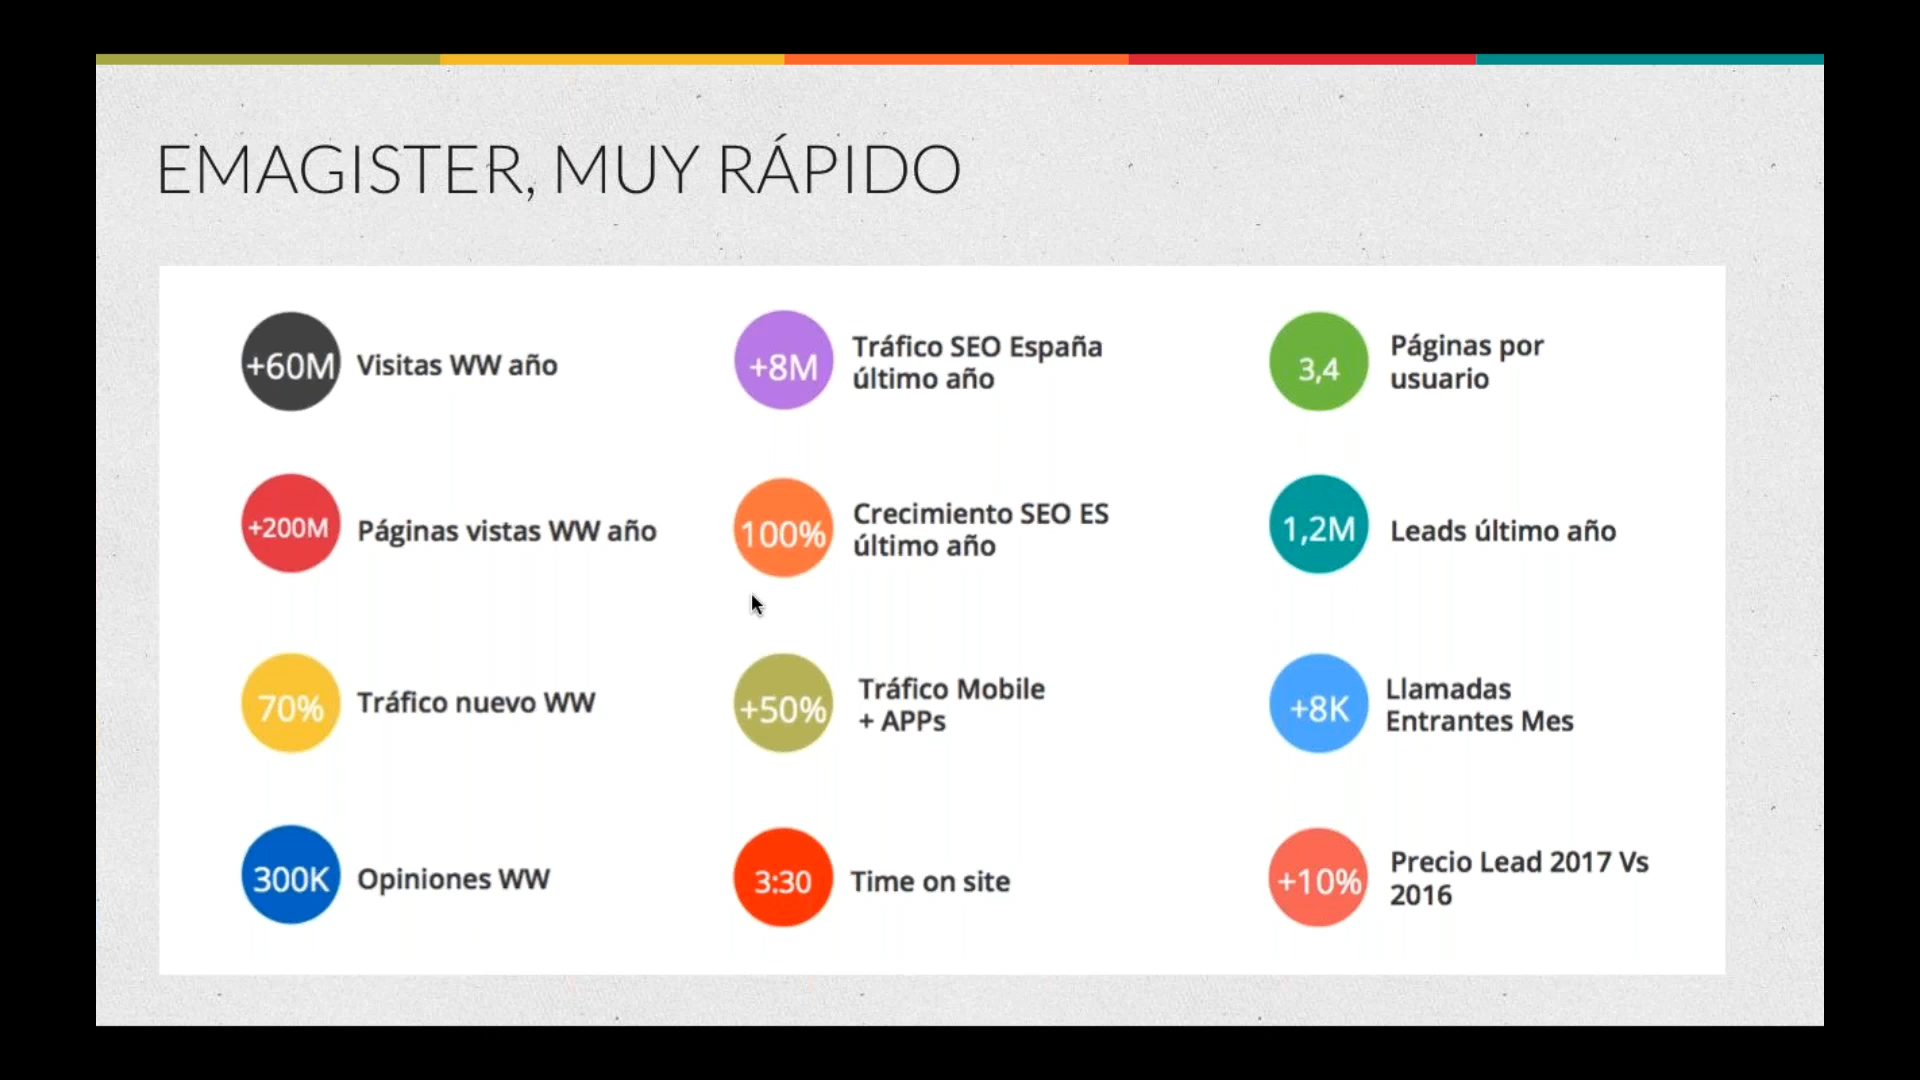 EMAGISTER, MUY RÁPIDO
+60M Visitas WW año
+200M Páginas vistas WW año
70% Tráfico nuevo WW
300K Opiniones WW
+8M Tráfico SEO España
último año
100% Crecimiento SEO ES
último año
+50% Tráfico Mobile
+ APPs
3:30 Time on site
3,4 Páginas por
usuario
1,2M Leads último año
+8K Llamadas
Entrantes Mes
+10% Precio Lead 2017 Vs
2016